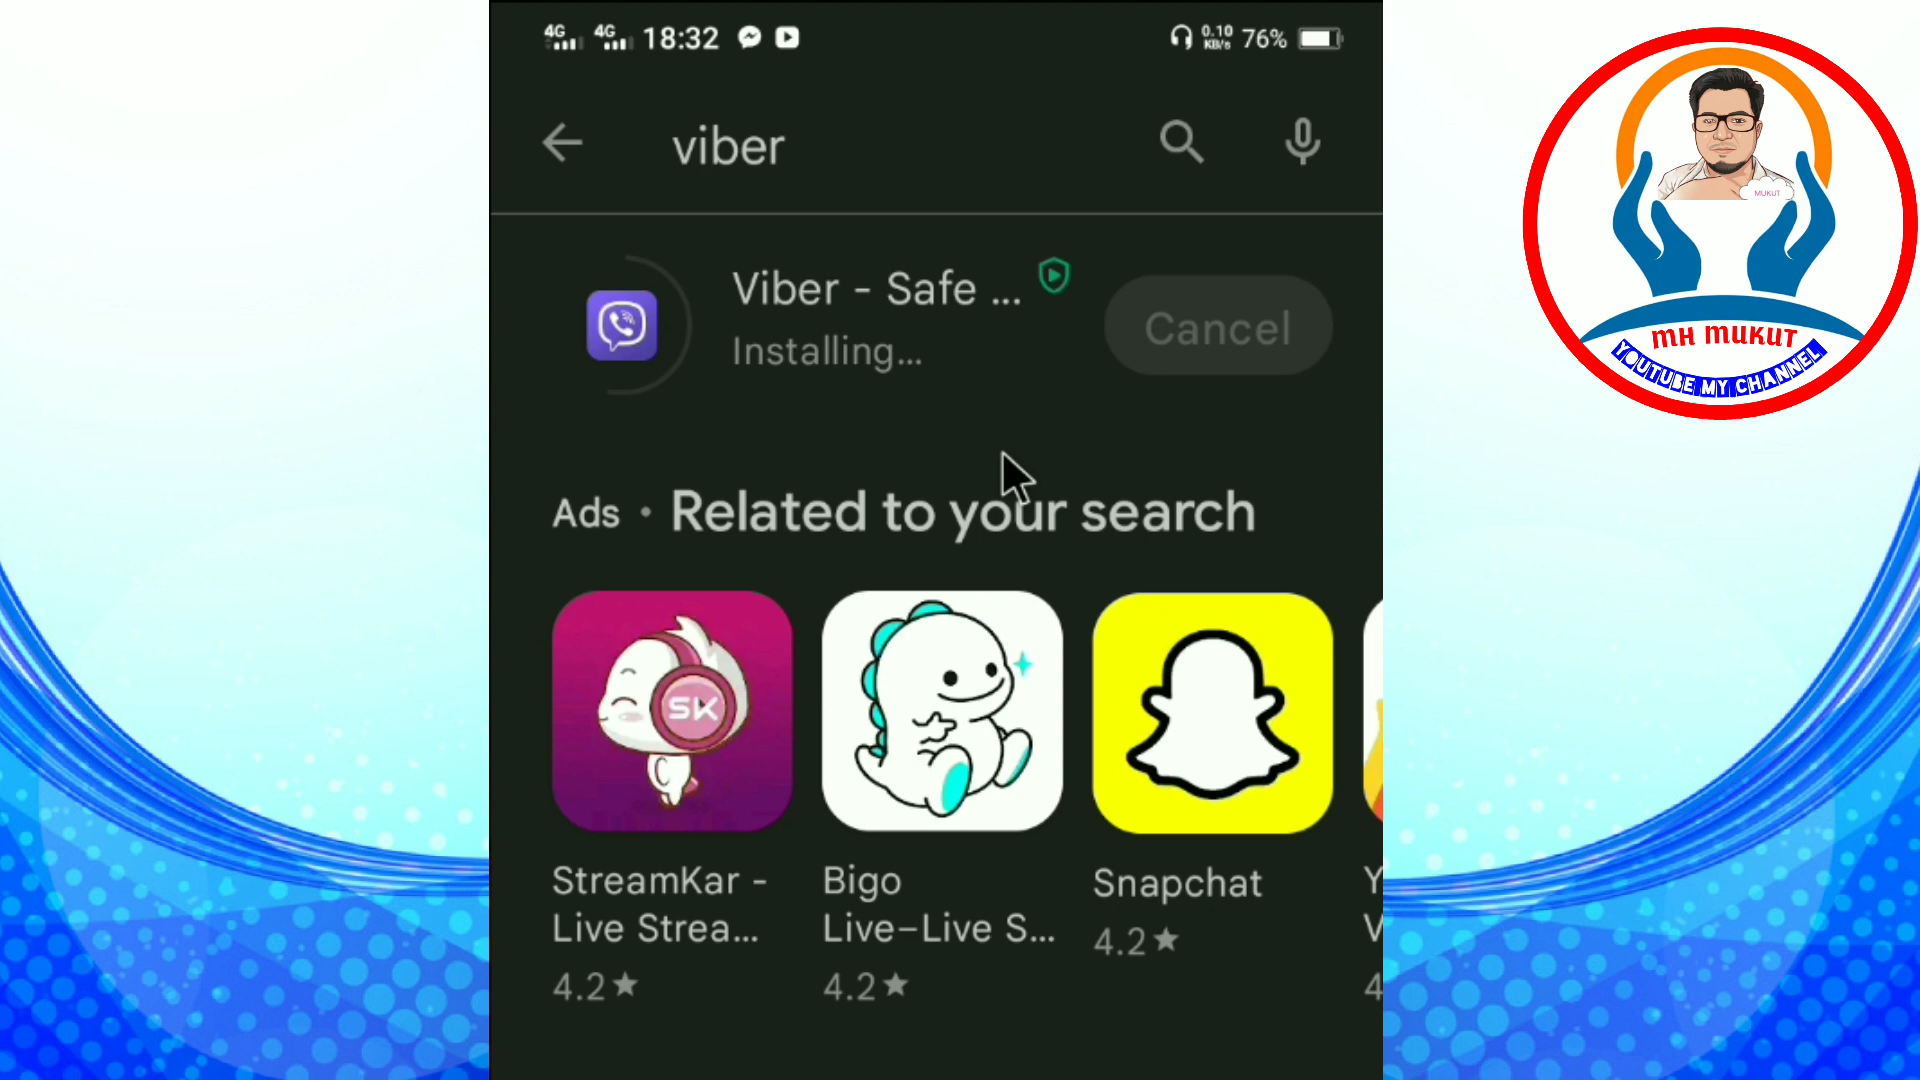 4G 4G 18:32
0.10 KB/s 76%
viber
Viber - Safe ...
Installing...
Cancel
Ads • Related to your search
SK
StreamKar -
Live Strea...
4.2★
Bigo
Live-Live S...
4.2★
Snapchat
4.2★
Y
V
4
MUKUT
MH MUKUT
YOUTUBE MY CHANNEL